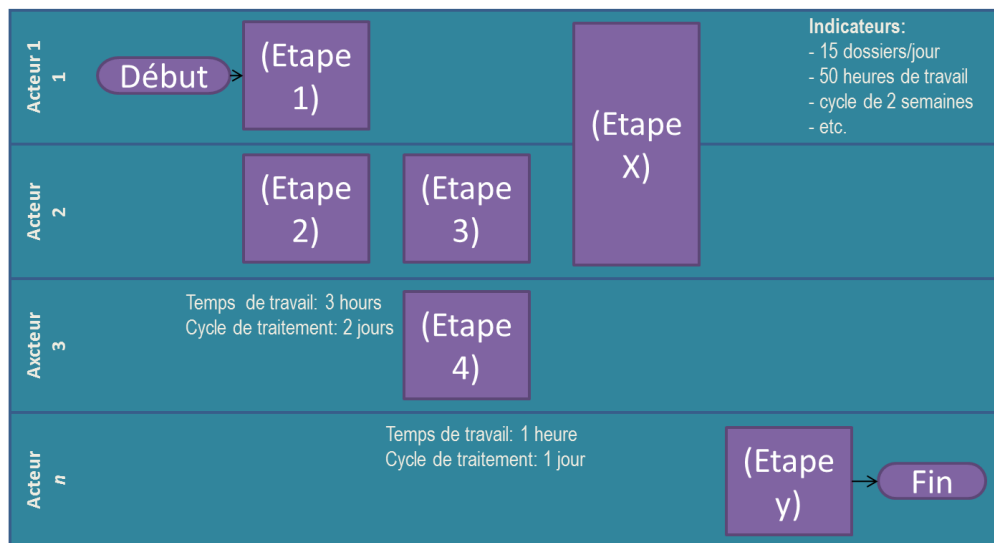 Acteur 1
1
Début
(Etape
1)
(Etape
X)
Indicateurs:
- 15 dossiers/jour
- 50 heures de travail
- cycle de 2 semaines
- etc.
Acteur
2
(Etape
2)
(Etape
3)
Axcteur
3
Temps de travail: 3 hours
Cycle de traitement: 2 jours
(Etape
4)
Acteur
n
Temps de travail: 1 heure
Cycle de traitement: 1 jour
(Etape
y)
Fin